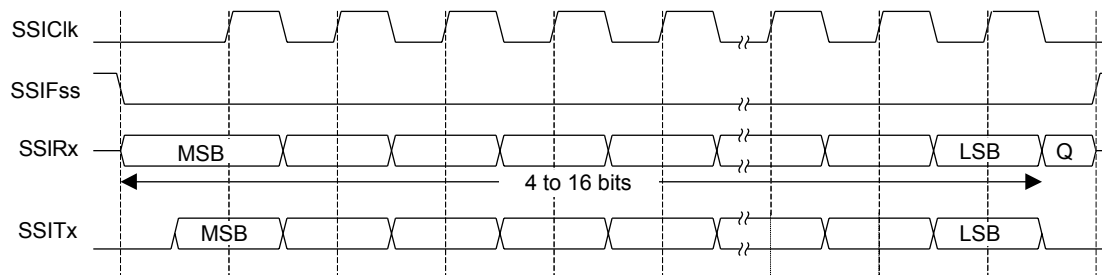 SSIClk
SSIFss
SSIRx MSB LSB Q
4 to 16 bits
SSITx MSB LSB